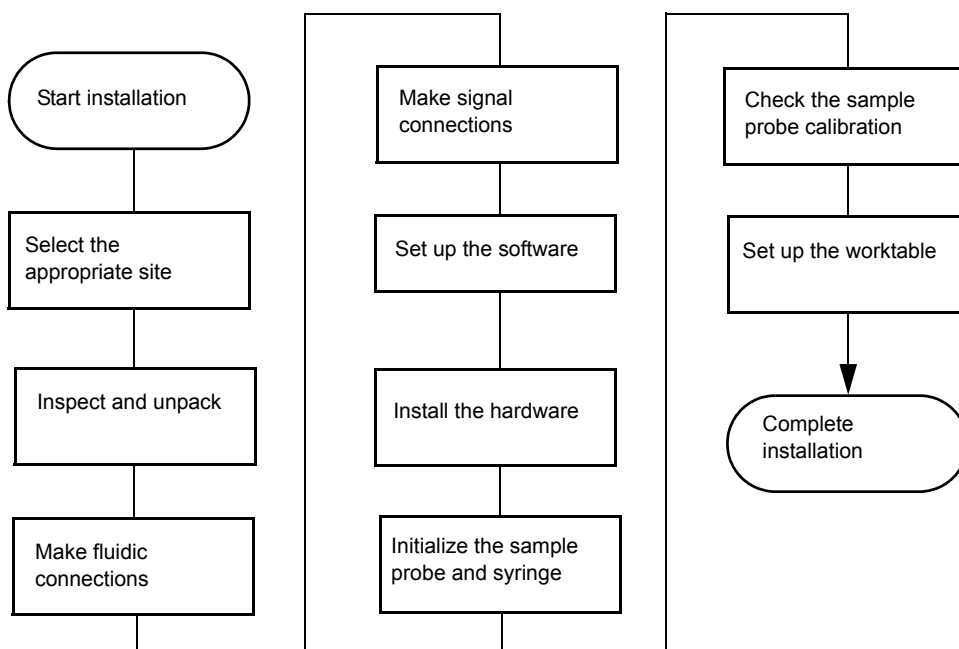 Start installation
Select the
appropriate site
Inspect and unpack
Make fluidic
connections
Make signal
connections
Set up the software
Install the hardware
Initialize the sample
probe and syringe
Check the sample
probe calibration
Set up the worktable
Complete
installation